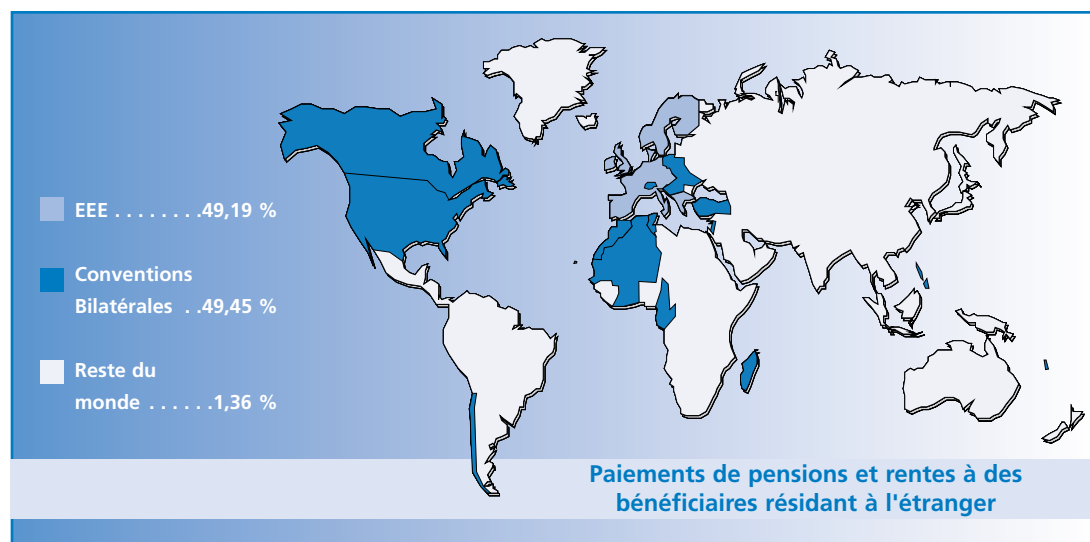 EEE . . . . . . . .49,19 %
Conventions
Bilatérales . .49,45 %
Reste du
monde . . . . . .1,36 %
Paiements de pensions et rentes à des
bénéficiaires résidant à l'étranger